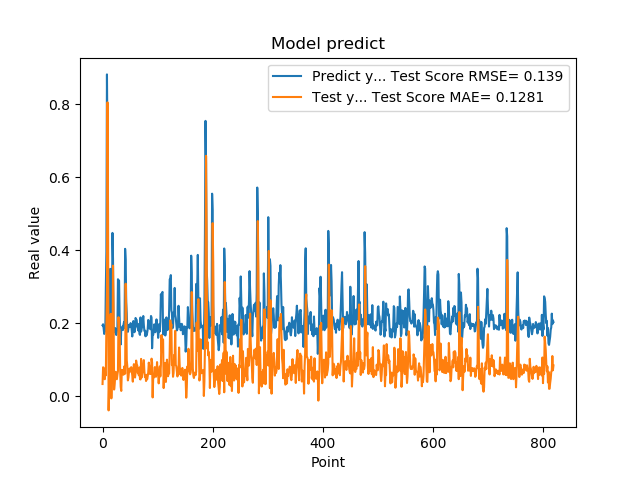 Model predict
Predict y... Test Score RMSE= 0.139
Test y... Test Score MAE= 0.1281
Real value
0.8
0.6
0.4
0.2
0.0
0 200 400 600 800
Point